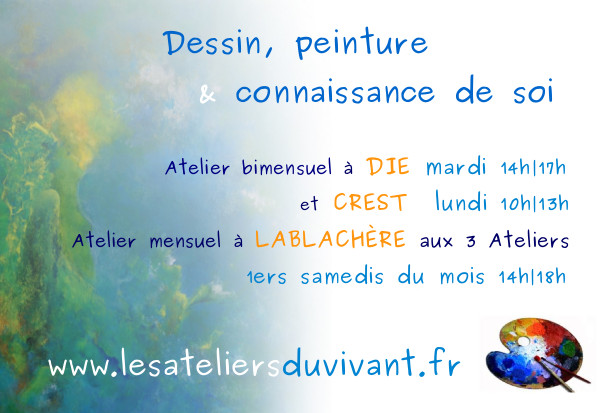 Dessin, peinture
& connaissance de soi
Atelier bimensuel à DIE mardi 14h|17h
et CREST lundi 10h|13h
Atelier mensuel à LABLACHÈRE aux 3 Ateliers
1ers samedis du mois 14h|18h
www.lesateliersduvivant.fr